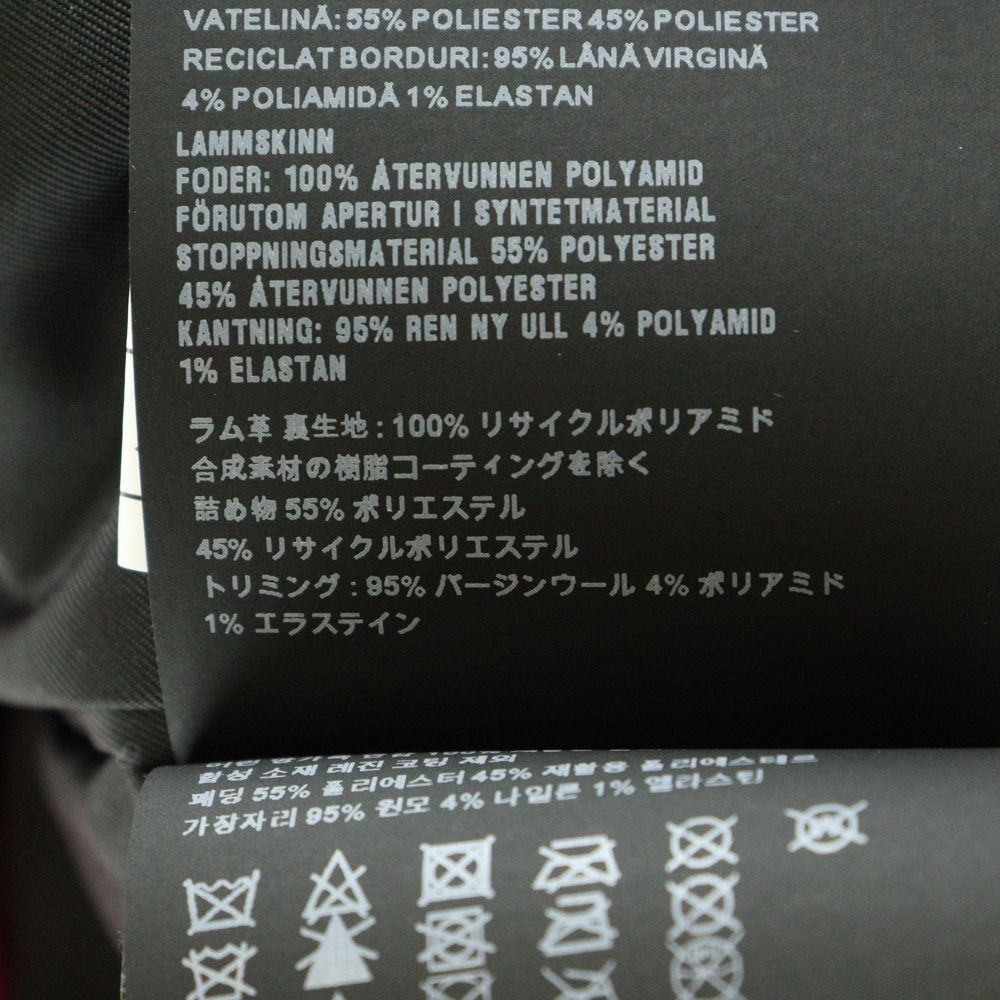 VATELINĂ: 55% POLIESTER 45% POLIESTER
RECICLAT BORDURI: 95% LÂNĂ VIRGINĂ
4% POLIAMIDĂ 1% ELASTAN
LAMMSKINN
FODER: 100% ÅTERVUNNEN POLYAMID
FÖRUTOM APERTUR I SYNTETMATERIAL
STOPPNINGSMATERIAL 55% POLYESTER
45% ÅTERVUNNEN POLYESTER
KANTNING: 95% REN NY ULL 4% POLYAMID
1% ELASTAN
ラム革 裏生地 : 100% リサイクルポリアミド
合成素材の樹脂コーティングを除く
詰め物 55% ポリエステル
45% リサイクルポリエステル
トリミング : 95% バージンウール 4% ポリアミド
1% エラステイン
합성 소재 레진 코팅 제외
패딩 55% 폴리에스터 45% 재활용 폴리에스테르
가장자리 95% 원모 4% 나일론 1% 엘라스틴